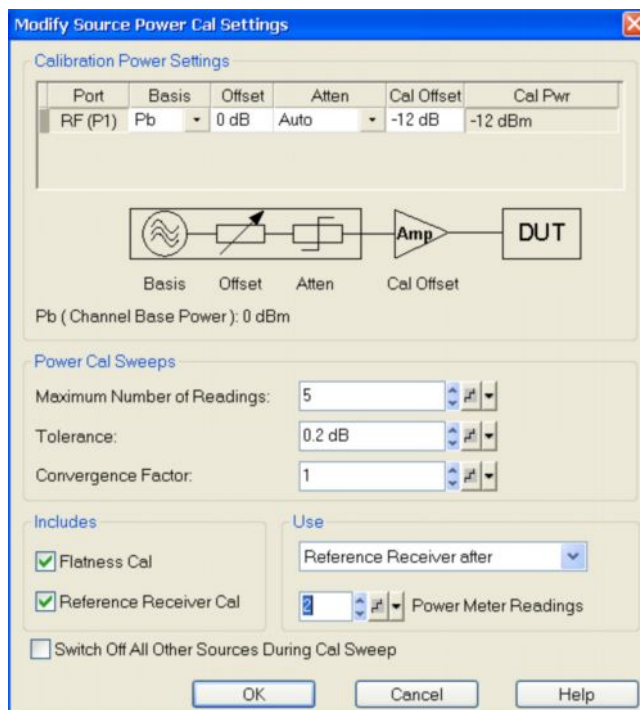 Modify Source Power Cal Settings
Calibration Power Settings
Port Basis Offset Atten Cal Offset Cal Pwr
RF (P1) Pb 0 dB Auto -12 dB -12 dBm
Amp DUT
Basis Offset Atten Cal Offset
Pb ( Channel Base Power ): 0 dBm
Power Cal Sweeps
Maximum Number of Readings: 5
Tolerance: 0.2 dB
Convergence Factor: 1
Includes Use
Flatness Cal Reference Receiver after
Reference Receiver Cal 2 Power Meter Readings
Switch Off All Other Sources During Cal Sweep
OK Cancel Help